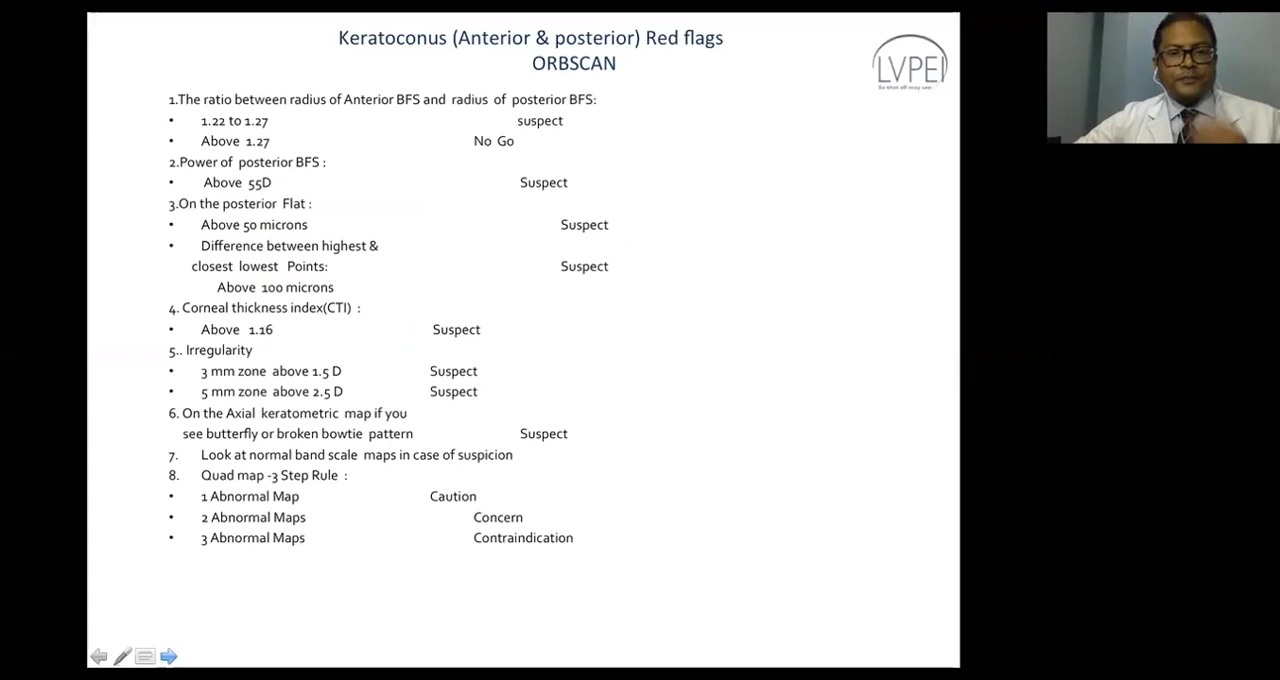 Keratoconus (Anterior & posterior) Red flags
ORBSCAN
LVPEI
So that all may see
1.The ratio between radius of Anterior BFS and radius of posterior BFS:
• 1.22 to 1.27 suspect
• Above 1.27 No Go
2.Power of posterior BFS :
• Above 55D Suspect
3.On the posterior Flat :
• Above 50 microns Suspect
• Difference between highest &
closest lowest Points: Suspect
Above 100 microns
4. Corneal thickness index(CTI) :
• Above 1.16 Suspect
5.. Irregularity
• 3 mm zone above 1.5 D Suspect
• 5 mm zone above 2.5 D Suspect
6. On the Axial keratometric map if you
see butterfly or broken bowtie pattern Suspect
7. Look at normal band scale maps in case of suspicion
8. Quad map -3 Step Rule :
• 1 Abnormal Map Caution
• 2 Abnormal Maps Concern
• 3 Abnormal Maps Contraindication